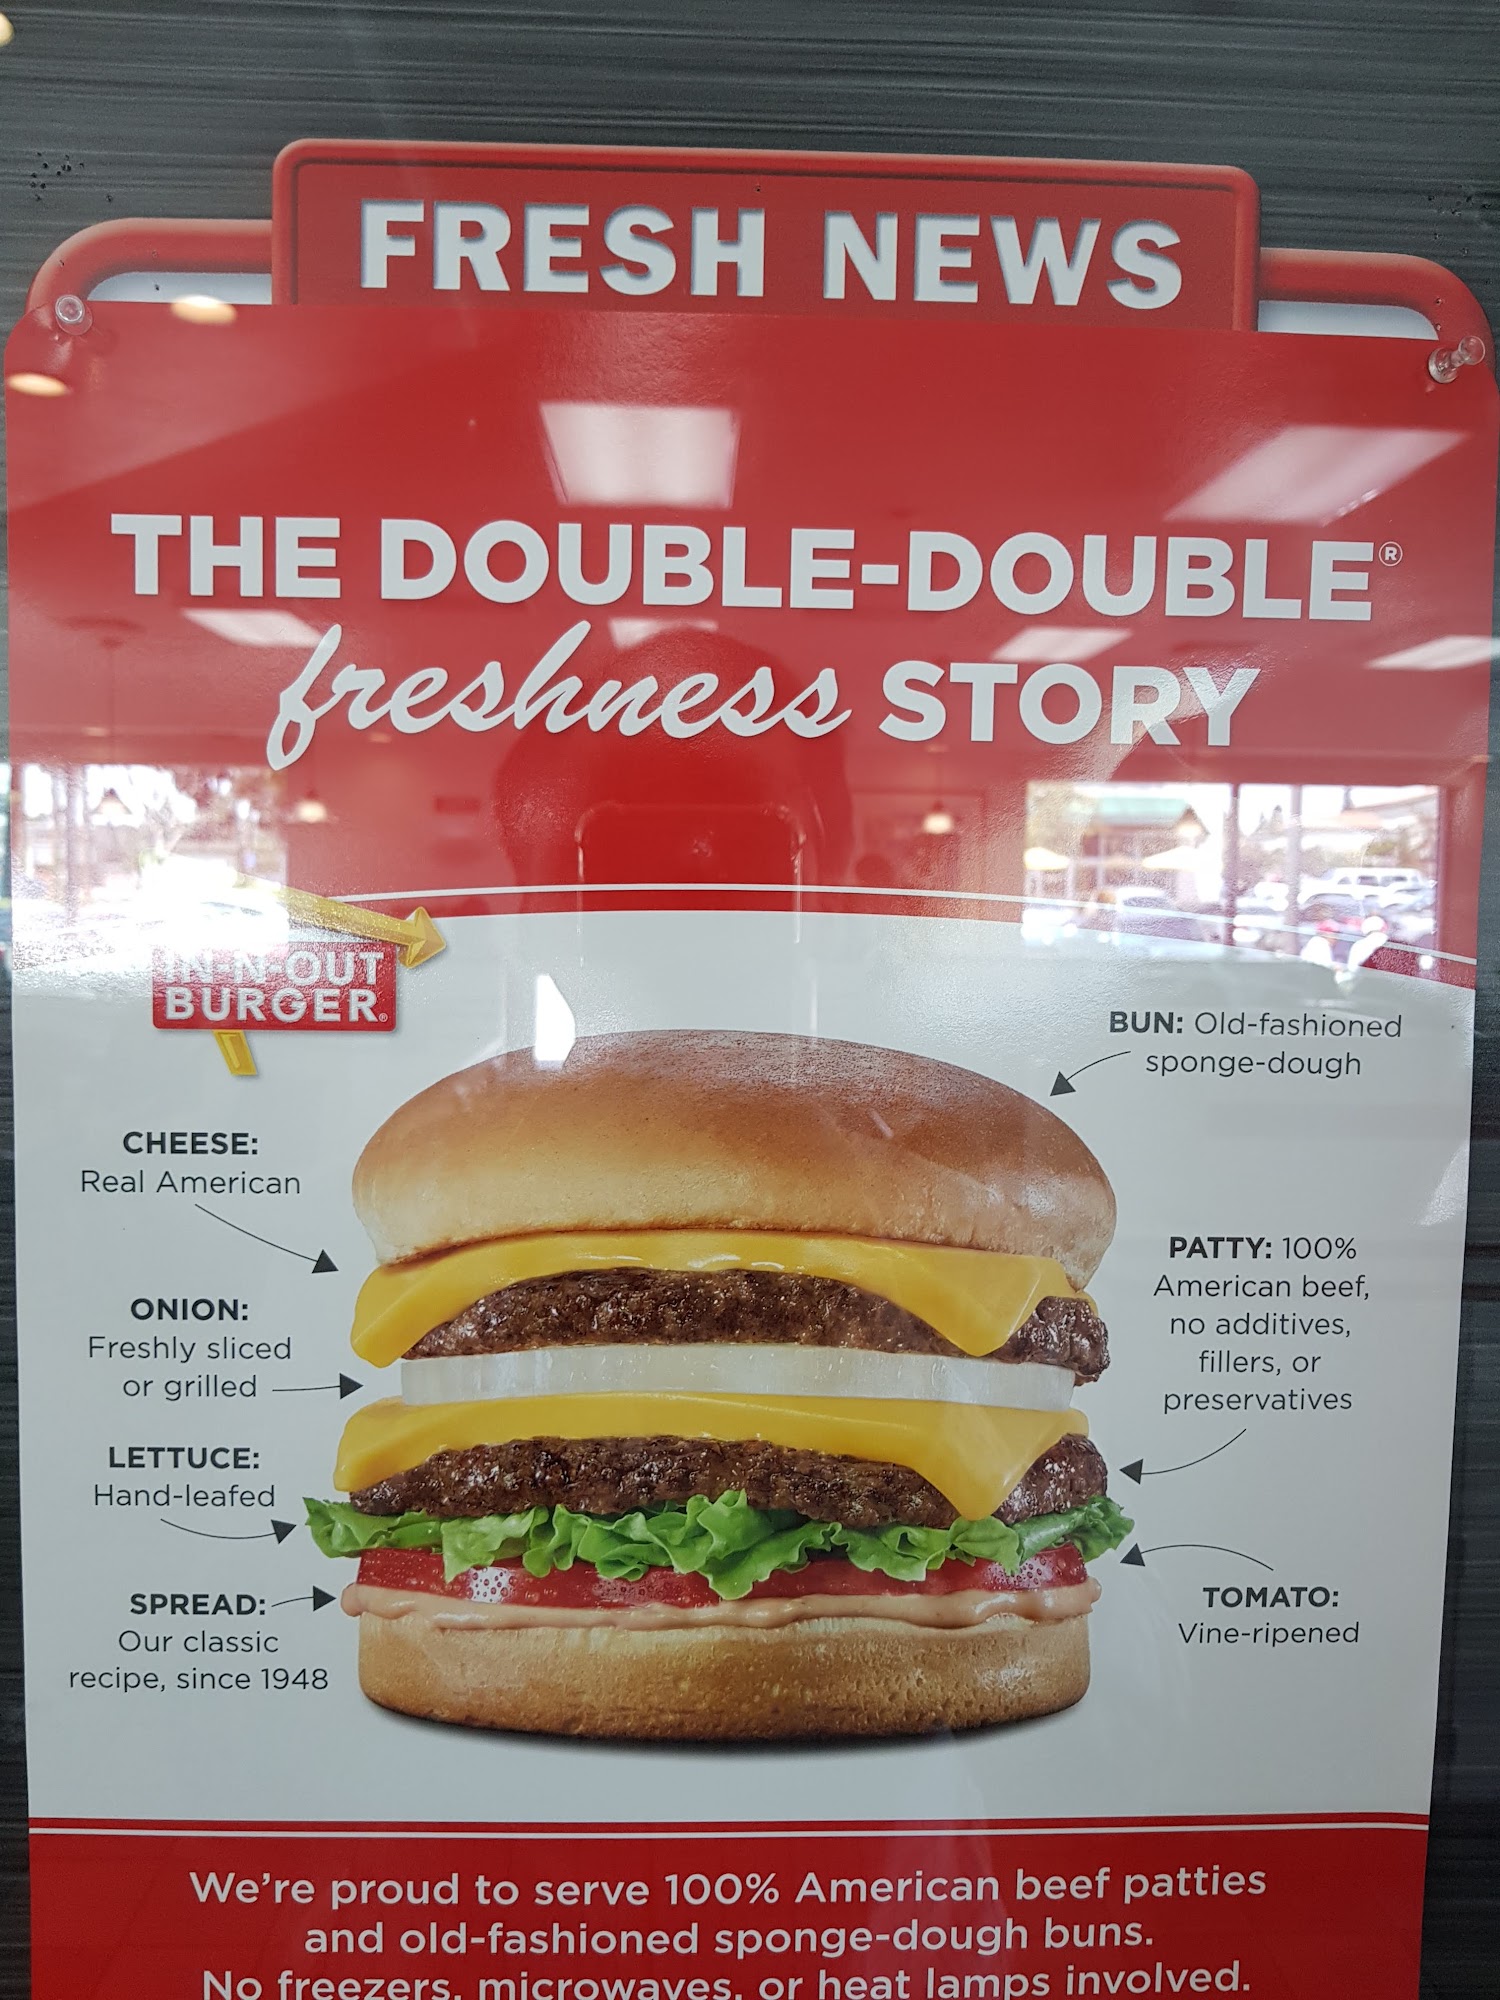 FRESH NEWS
THE DOUBLE-DOUBLE®
freshness STORY
IN-N-OUT
BURGER®
BUN: Old-fashioned
sponge-dough
CHEESE:
Real American
ONION:
Freshly sliced
or grilled
LETTUCE:
Hand-leafed
SPREAD:
Our classic
recipe, since 1948
PATTY: 100%
American beef,
no additives,
fillers, or
preservatives
TOMATO:
Vine-ripened
We're proud to serve 100% American beef patties
and old-fashioned sponge-dough buns.
No freezers, microwaves, or heat lamps involved.